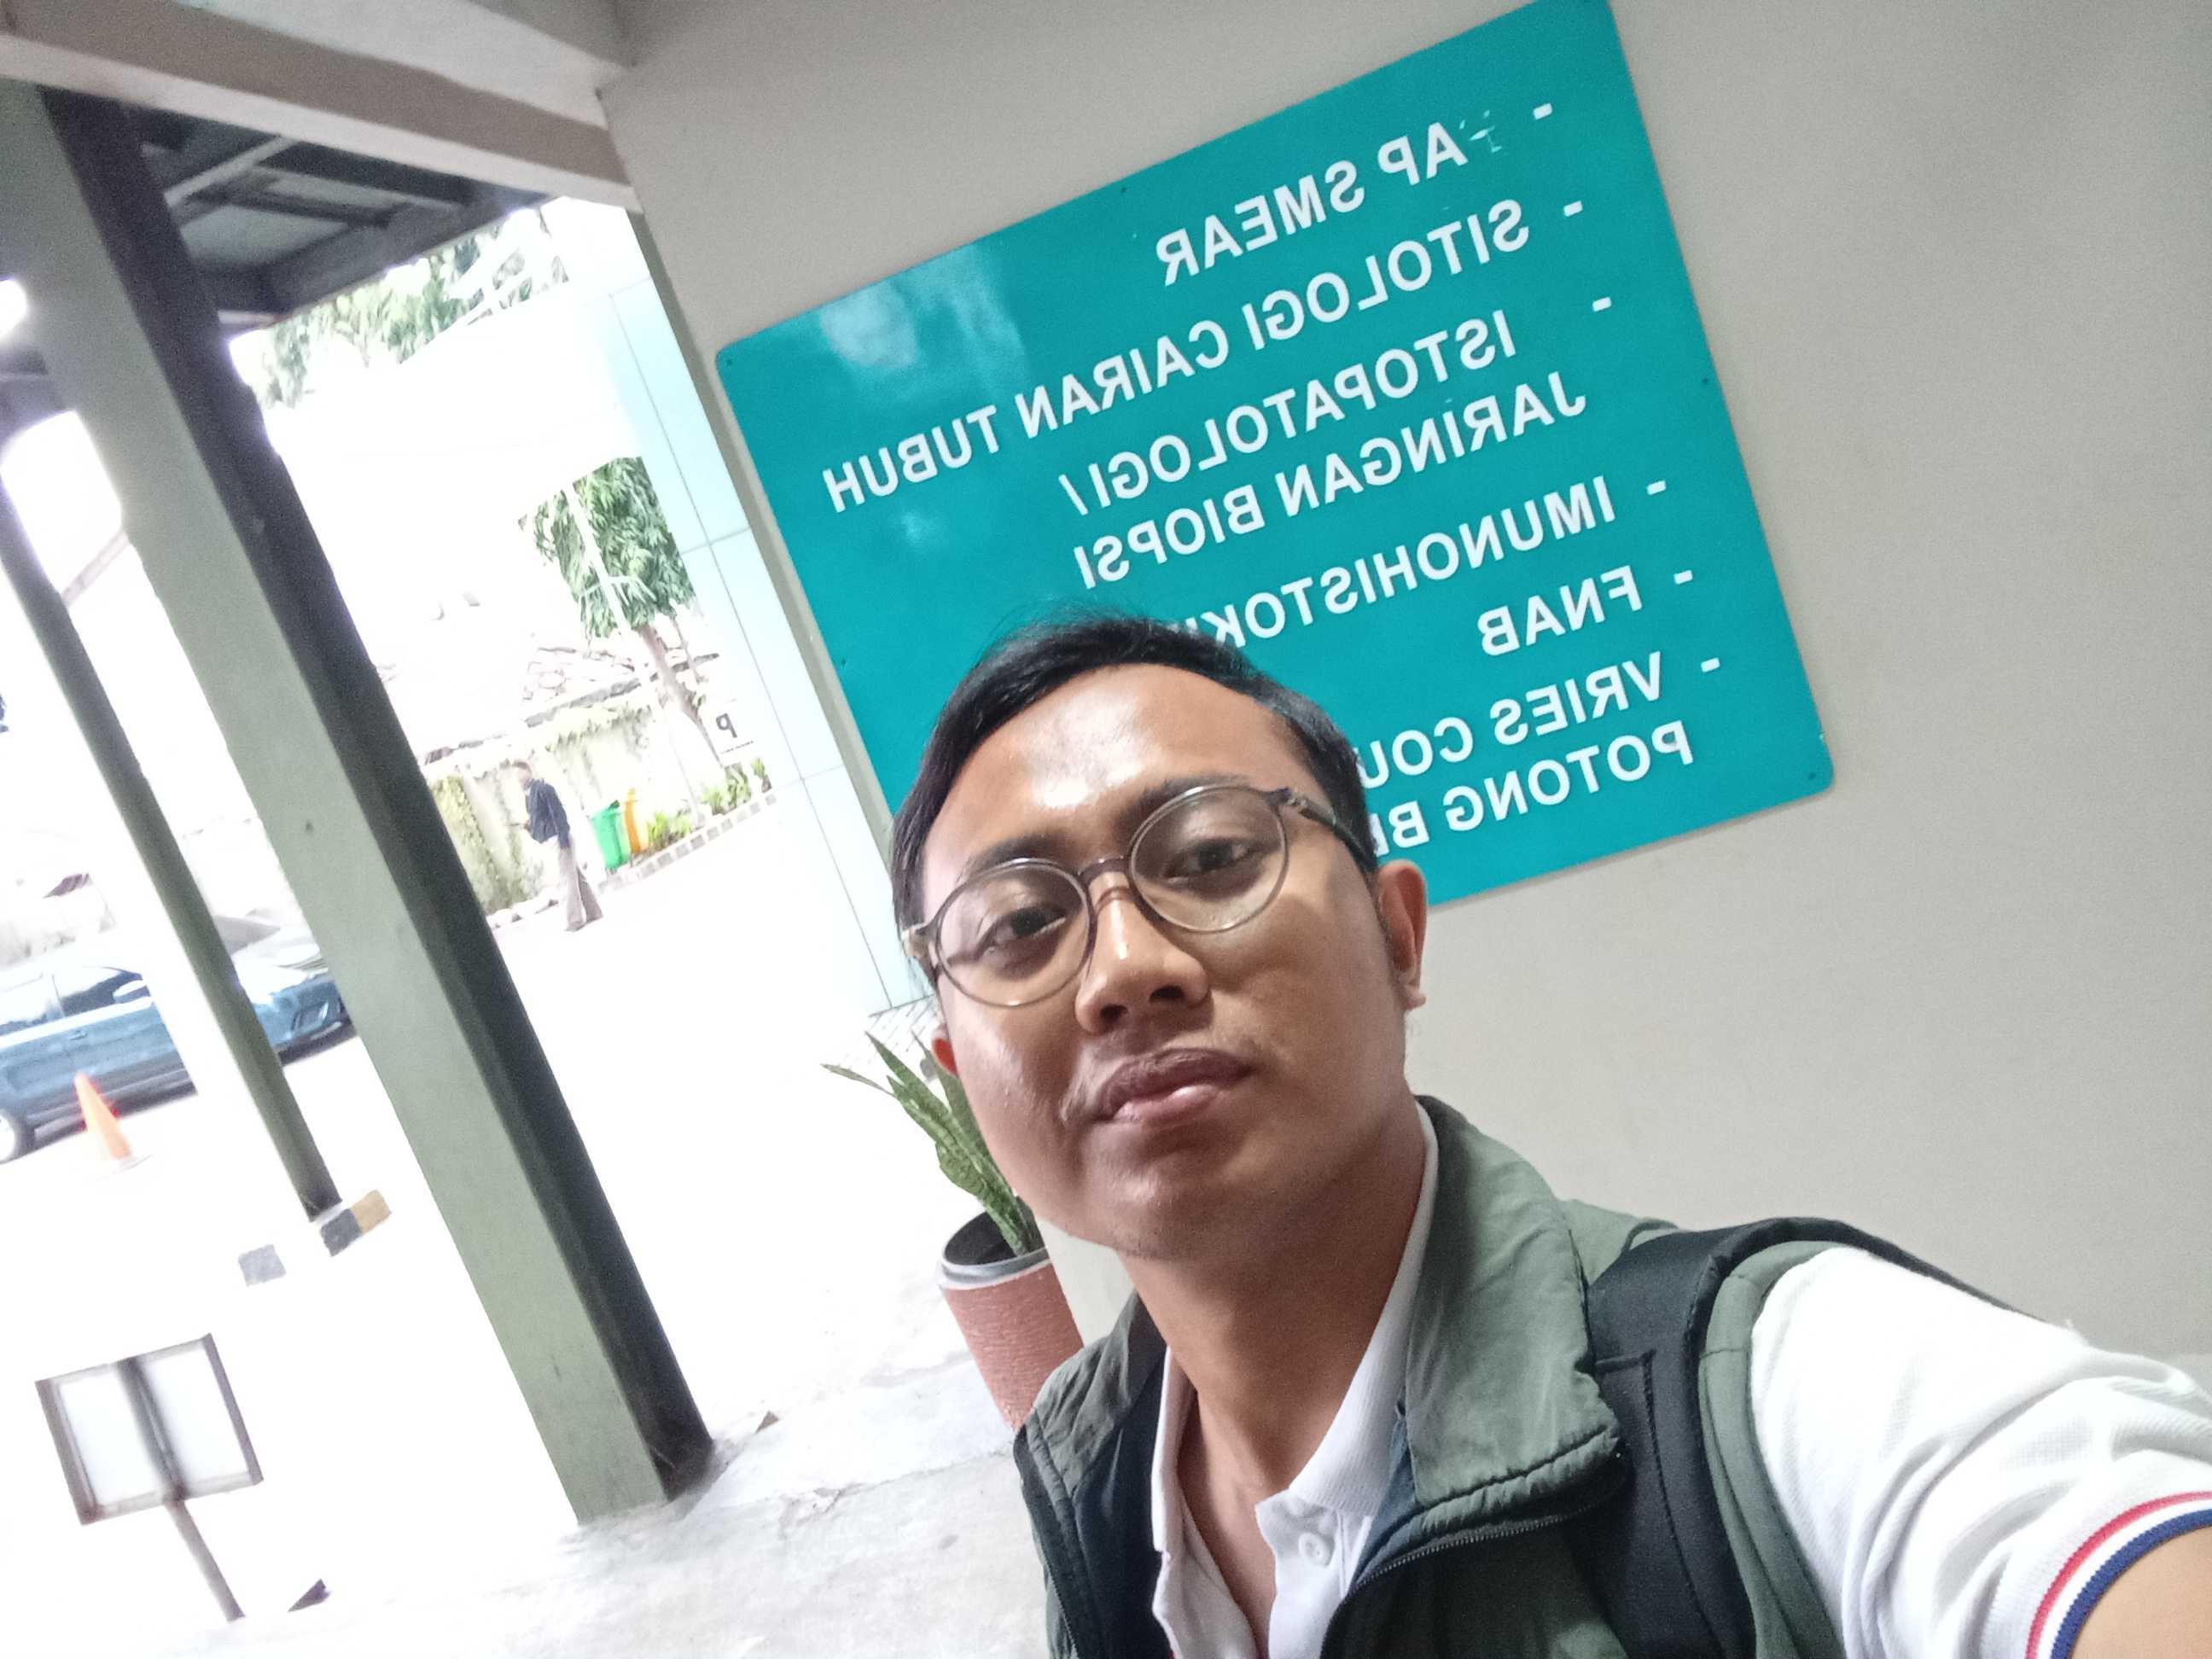 - AP SMEAR
- SITOLOGI CAIRAN TUBUH
- ISTOPATOLOGI /
JARINGAN BIOPSI
-
- FNAB
- VRIES
POTONG
P